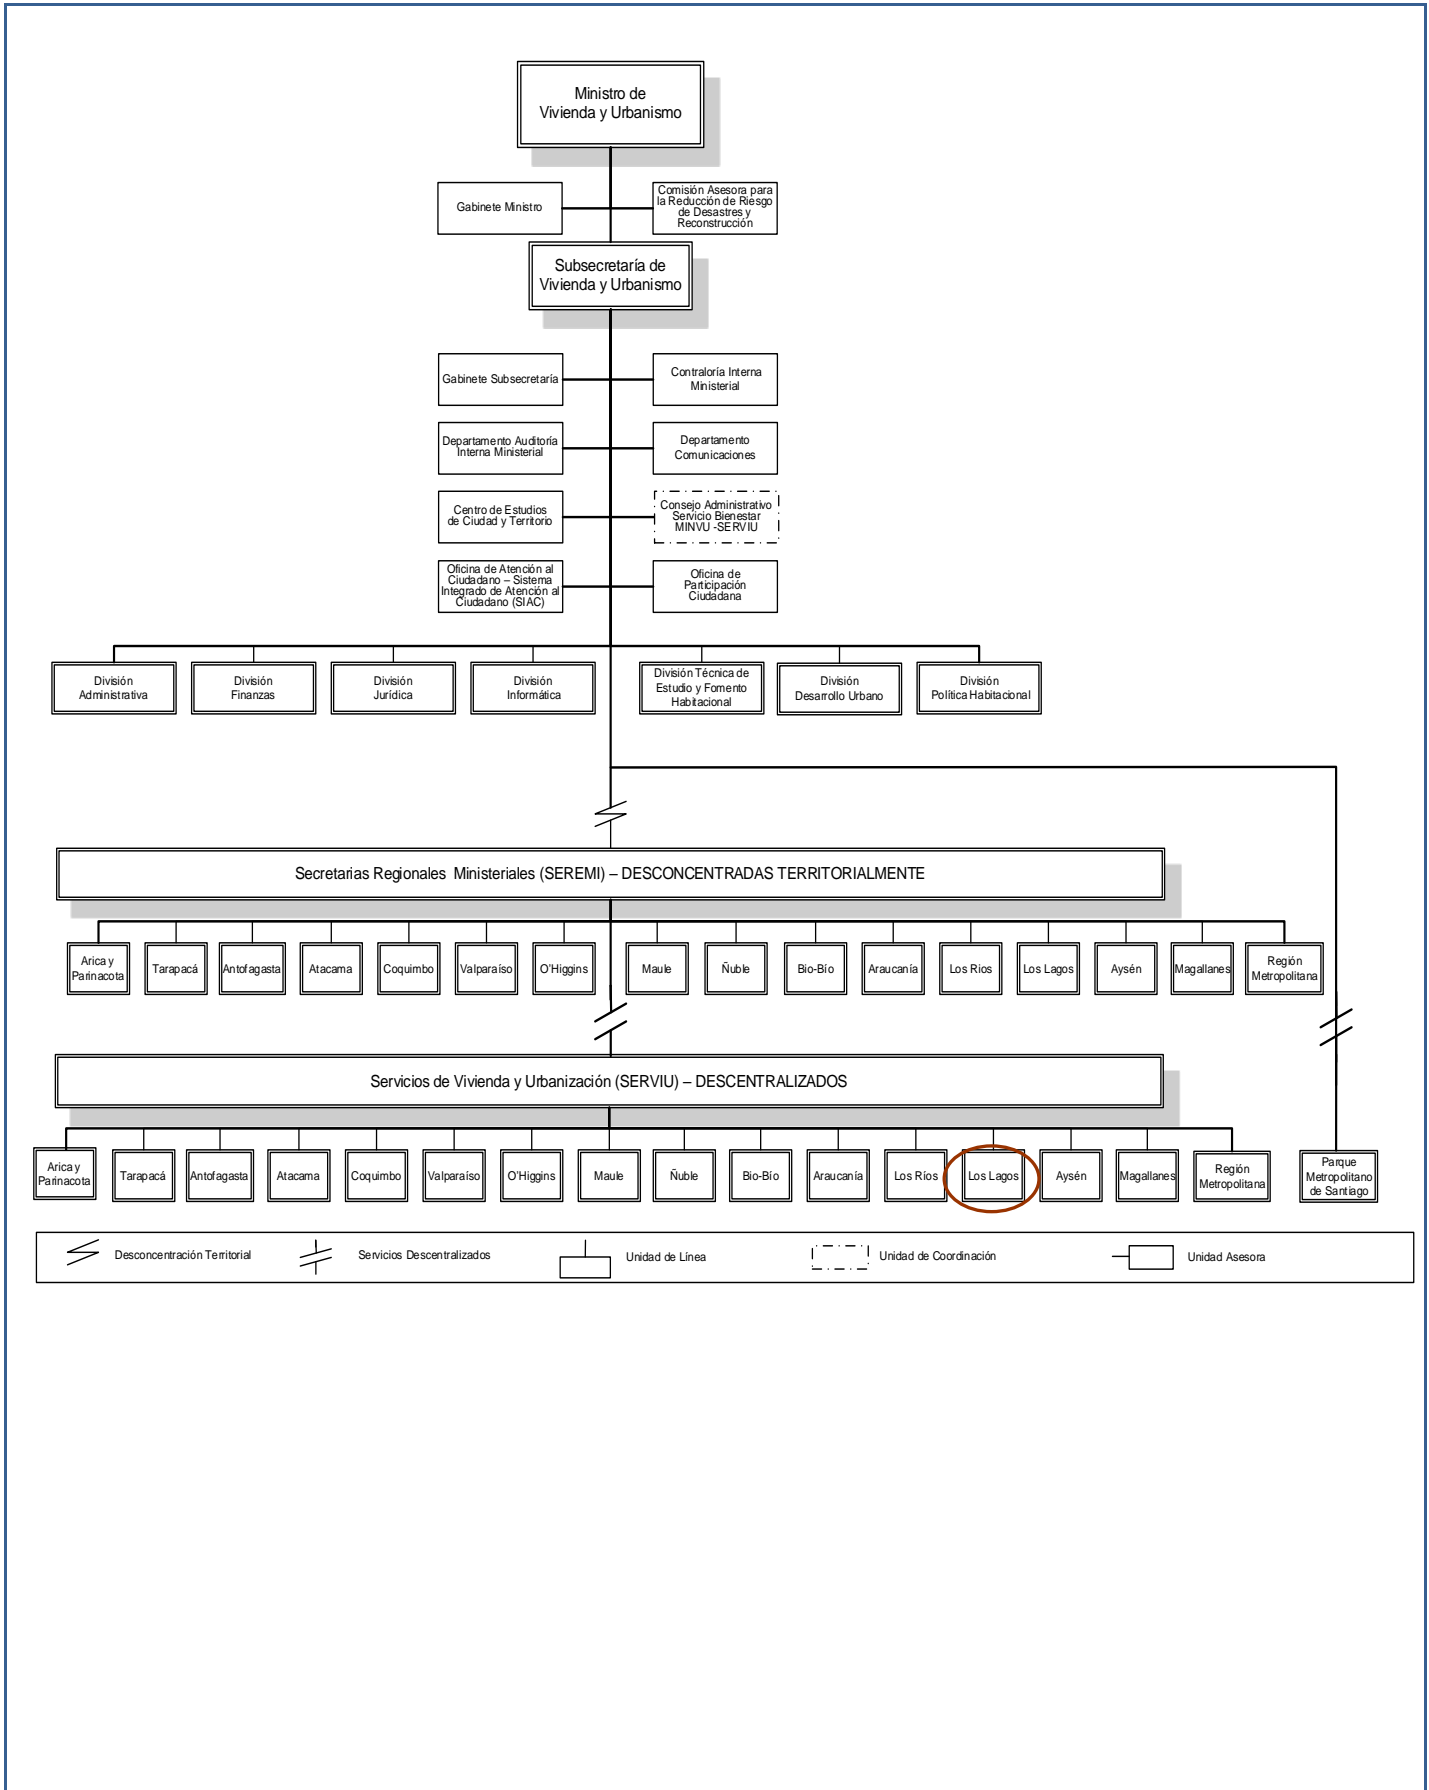 Ministro de
Vivienda y Urbanismo
Gabinete Ministro
Comisión Asesora para
la Reducción de Riesgo
de Desastres y
Reconstrucción
Subsecretaría de
Vivienda y Urbanismo
Gabinete Subsecretaría
Contraloría Interna
Ministerial
Departamento Auditoría
Interna Ministerial
Departamento
Comunicaciones
Centro de Estudios
de Ciudad y Territorio
Consejo Administrativo
Servicio Bienestar
MINVU -SERVIU
Oficina de Atención al
Ciudadano – Sistema
Integrado de Atención al
Ciudadano (SIAC)
Oficina de
Participación
Ciudadana
División
Administrativa
División
Finanzas
División
Jurídica
División
Informática
División Técnica de
Estudio y Fomento
Habitacional
División
Desarrollo Urbano
División
Política Habitacional
Secretarias Regionales Ministeriales (SEREMI) – DESCONCENTRADAS TERRITORIALMENTE
Arica y
Parinacota
Tarapacá
Antofagasta
Atacama
Coquimbo
Valparaíso
O'Higgins
Maule
Ñuble
Bio-Bío
Araucanía
Los Rios
Los Lagos
Aysén
Magallanes
Región
Metropolitana
Servicios de Vivienda y Urbanización (SERVIU) – DESCENTRALIZADOS
Arica y
Parinacota
Tarapacá
Antofagasta
Atacama
Coquimbo
Valparaíso
O'Higgins
Maule
Ñuble
Bio-Bío
Araucanía
Los Ríos
Los Lagos
Aysén
Magallanes
Región
Metropolitana
Parque
Metropolitano
de Santiago
Desconcentración Territorial
Servicios Descentralizados
Unidad de Línea
Unidad de Coordinación
Unidad Asesora